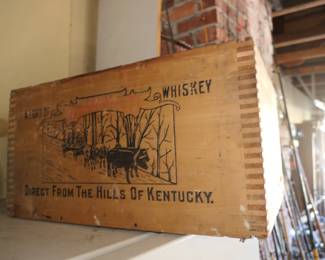 WHISKEY
DIRECT FROM THE HILLS OF KENTUCKY.